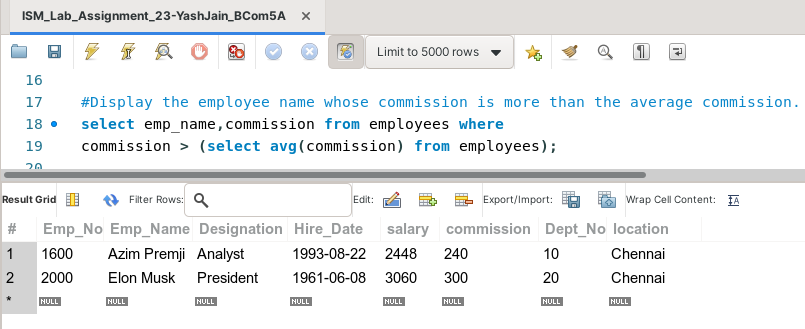 ISM_Lab_Assignment_23-YashJain_BCom5A ×
Limit to 5000 rows
16
17 #Display the employee name whose commission is more than the average commission.
18 select emp_name,commission from employees where
19 commission > (select avg(commission) from employees);
20
Result Grid Filter Rows: Edit: Export/Import: Wrap Cell Content: IA
# Emp_No Emp_Name Designation Hire_Date salary commission Dept_No location
1 1600 Azim Premji Analyst 1993-08-22 2448 240 10 Chennai
2 2000 Elon Musk President 1961-06-08 3060 300 20 Chennai
* NULL NULL NULL NULL NULL NULL NULL NULL